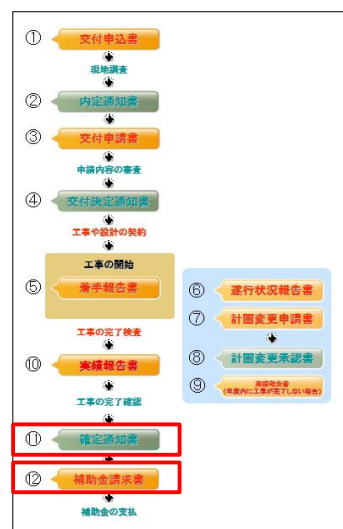 ① 交付申込書
現地調査
② 内定通知書
③ 交付申請書
申請内容の審査
④ 交付決定通知書
工事や設計の契約
工事の開始
⑤ 着手報告書
工事の完了検査
⑩ 実績報告書
工事の完了確認
⑪ 確定通知書
⑫ 補助金請求書
補助金の支払
⑥ 遂行状況報告書
⑦ 計画変更申請書
⑧ 計画変更承認書
⑨ 実績報告書
(年度内に工事が完了しない場合)